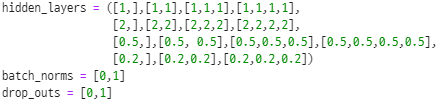 hidden_layers = ([1,],[1,1],[1,1,1],[1,1,1,1],
[2,],[2,2],[2,2,2],[2,2,2,2],
[0.5,],[0.5, 0.5],[0.5,0.5,0.5],[0.5,0.5,0.5,0.5],
[0.2,],[0.2,0.2],[0.2,0.2,0.2])
batch_norms = [0,1]
drop_outs = [0,1]